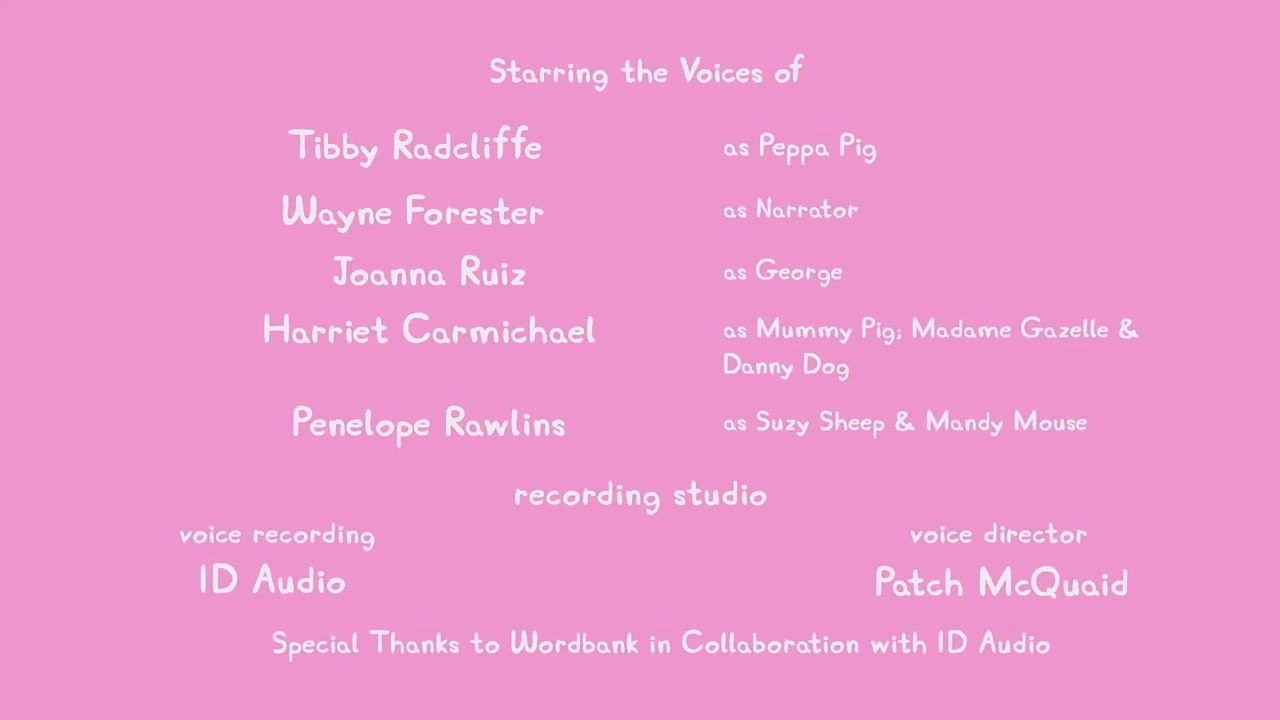 Starring the Voices of
Tibby Radcliffe as Peppa Pig
Wayne Forester as Narrator
Joanna Ruiz as George
Harriet Carmichael as Mummy Pig; Madame Gazelle &
Danny Dog
Penelope Rawlins as Suzy Sheep & Mandy Mouse
recording studio
voice recording voice director
ID Audio Patch McQuaid
Special Thanks to Wordbank in Collaboration with ID Audio